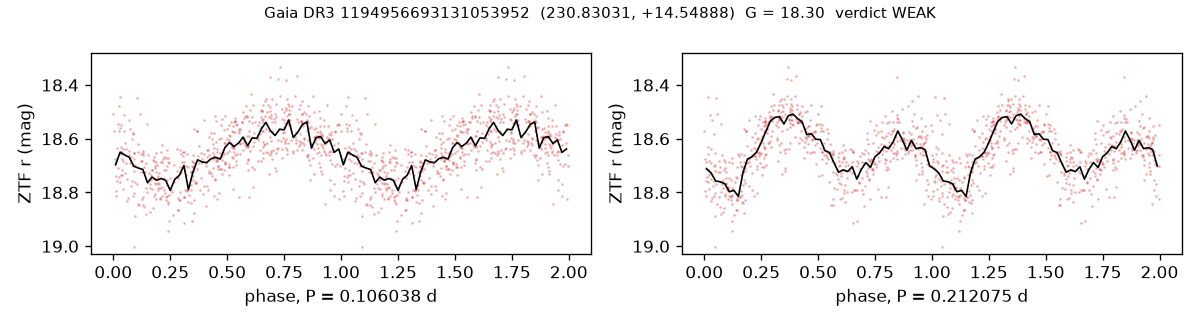 Gaia DR3 1194956693131053952 (230.83031, +14.54888) G = 18.30 verdict WEAK
ZTF r (mag)
18.4
18.6
18.8
19.0
0.00 0.25 0.50 0.75 1.00 1.25 1.50 1.75 2.00
phase, P = 0.106038 d
ZTF r (mag)
18.4
18.6
18.8
19.0
0.00 0.25 0.50 0.75 1.00 1.25 1.50 1.75 2.00
phase, P = 0.212075 d